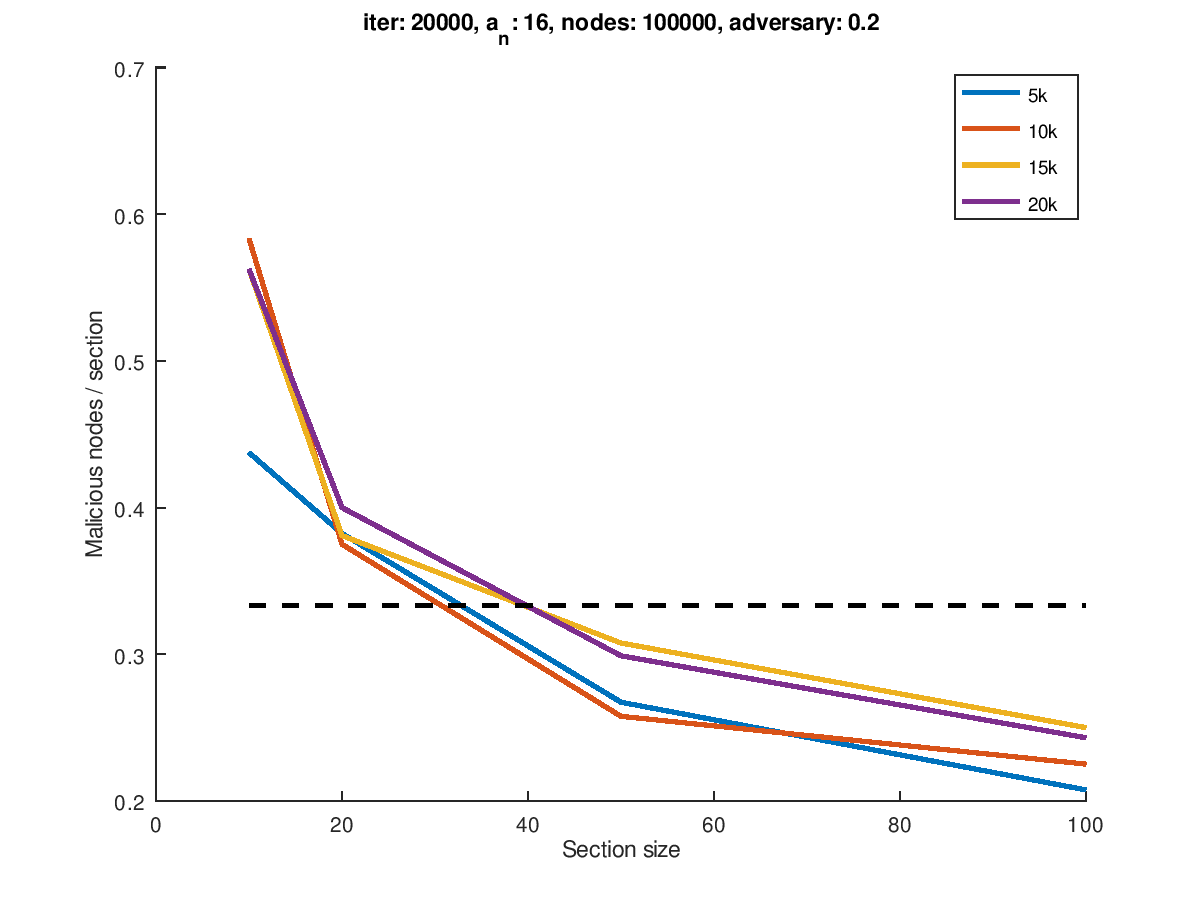 iter: 20000, aₙ: 16, nodes: 100000, adversary: 0.2
5k
10k
15k
20k
0.7
0.6
0.5
0.4
0.3
0.2
Malicious nodes / section
0 20 40 60 80 100
Section size